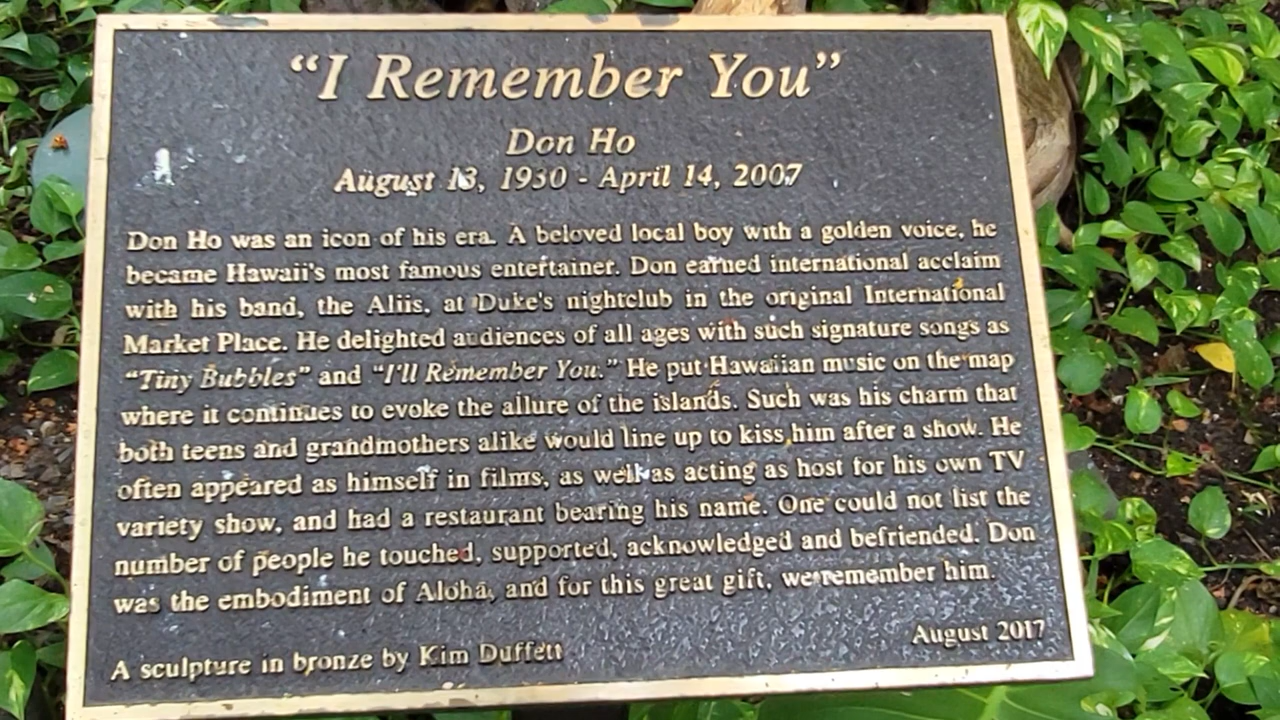 “I Remember You”
Don Ho
August 13, 1930 - April 14, 2007
Don Ho was an icon of his era. A beloved local boy with a golden voice, he
became Hawaii's most famous entertainer. Don earned international acclaim
with his band, the Aliis, at Duke's nightclub in the original International
Market Place. He delighted audiences of all ages with such signature songs as
“Tiny Bubbles” and “I'll Remember You.” He put Hawaiian music on the map
where it continues to evoke the allure of the islands. Such was his charm that
both teens and grandmothers alike would line up to kiss him after a show. He
often appeared as himself in films, as well as acting as host for his own TV
variety show, and had a restaurant bearing his name. One could not list the
number of people he touched, supported, acknowledged and befriended. Don
was the embodiment of Aloha, and for this great gift, we remember him.
August 2017
A sculpture in bronze by Kim Duffett